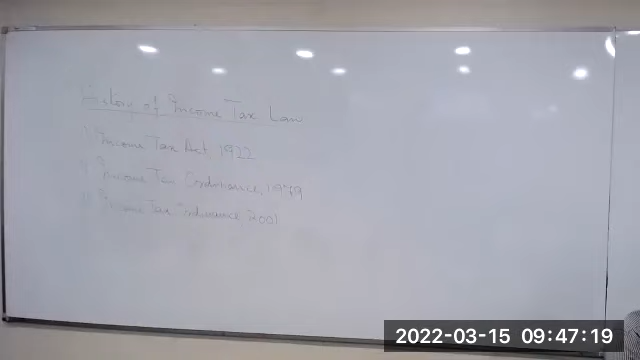 History of Income Tax Law
Income Tax Act 1922
Income Tax Ordinance, 1979
Income Tax Ordinance 2001
2022-03-15 09:47:19